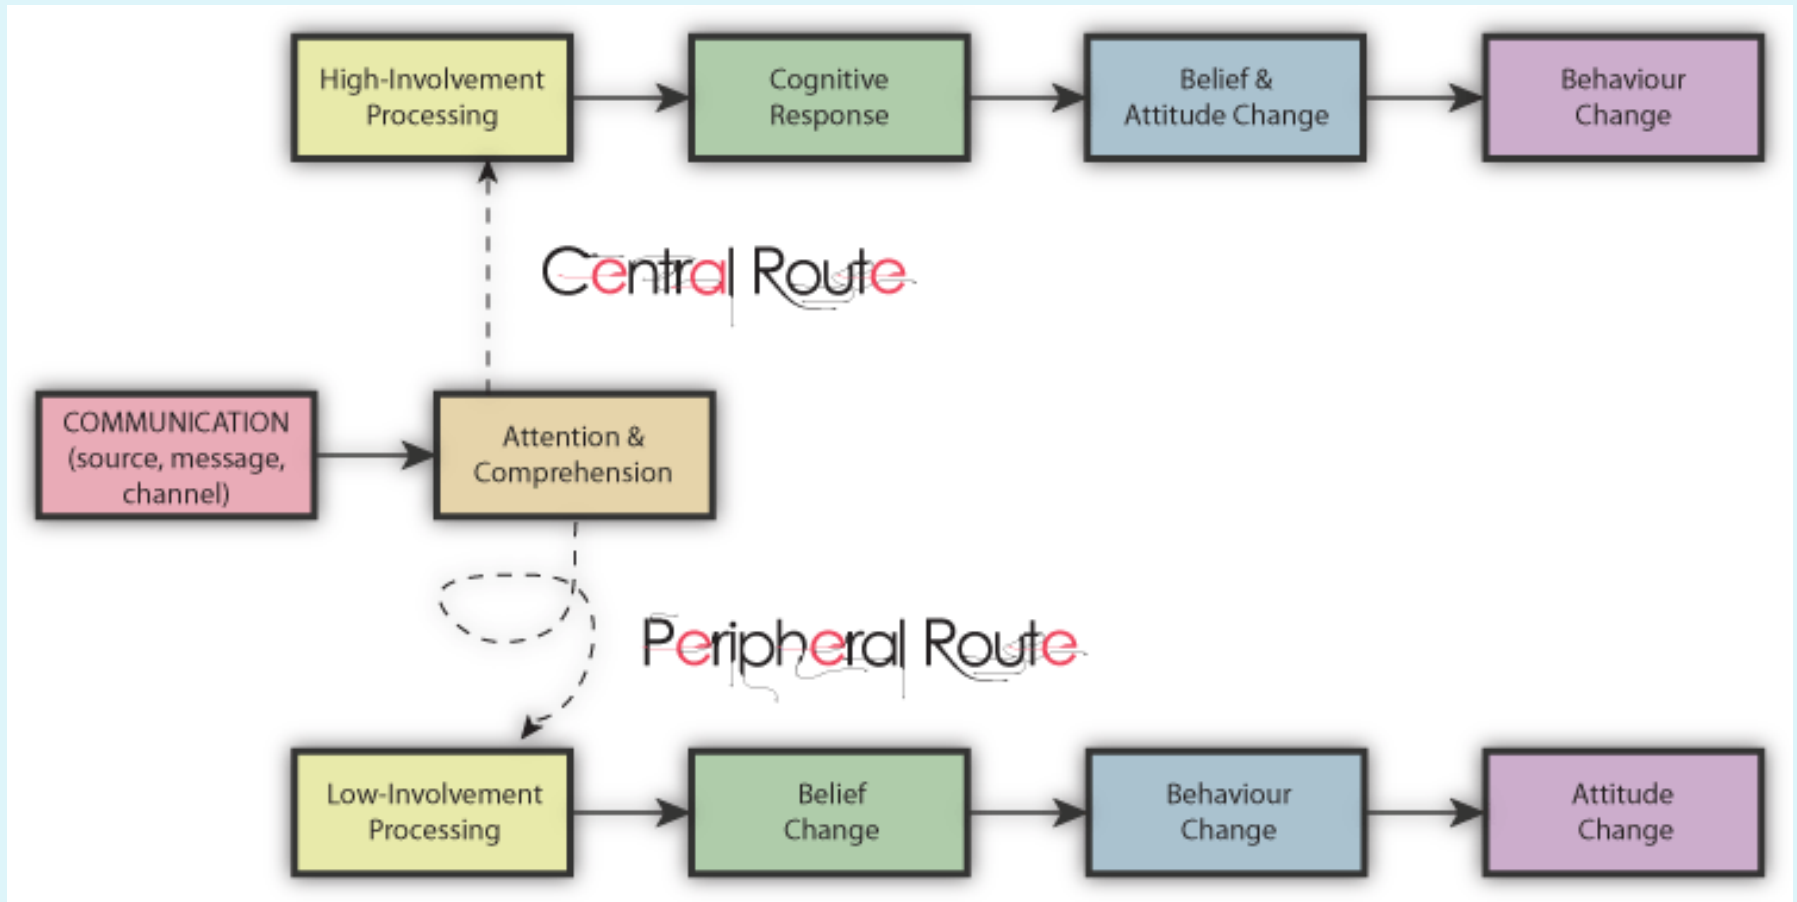 High-Involvement
Processing
Cognitive
Response
Belief &
Attitude Change
Behaviour
Change
Central Route
COMMUNICATION
(source, message,
channel)
Attention &
Comprehension
Peripheral Route
Low-Involvement
Processing
Belief
Change
Behaviour
Change
Attitude
Change